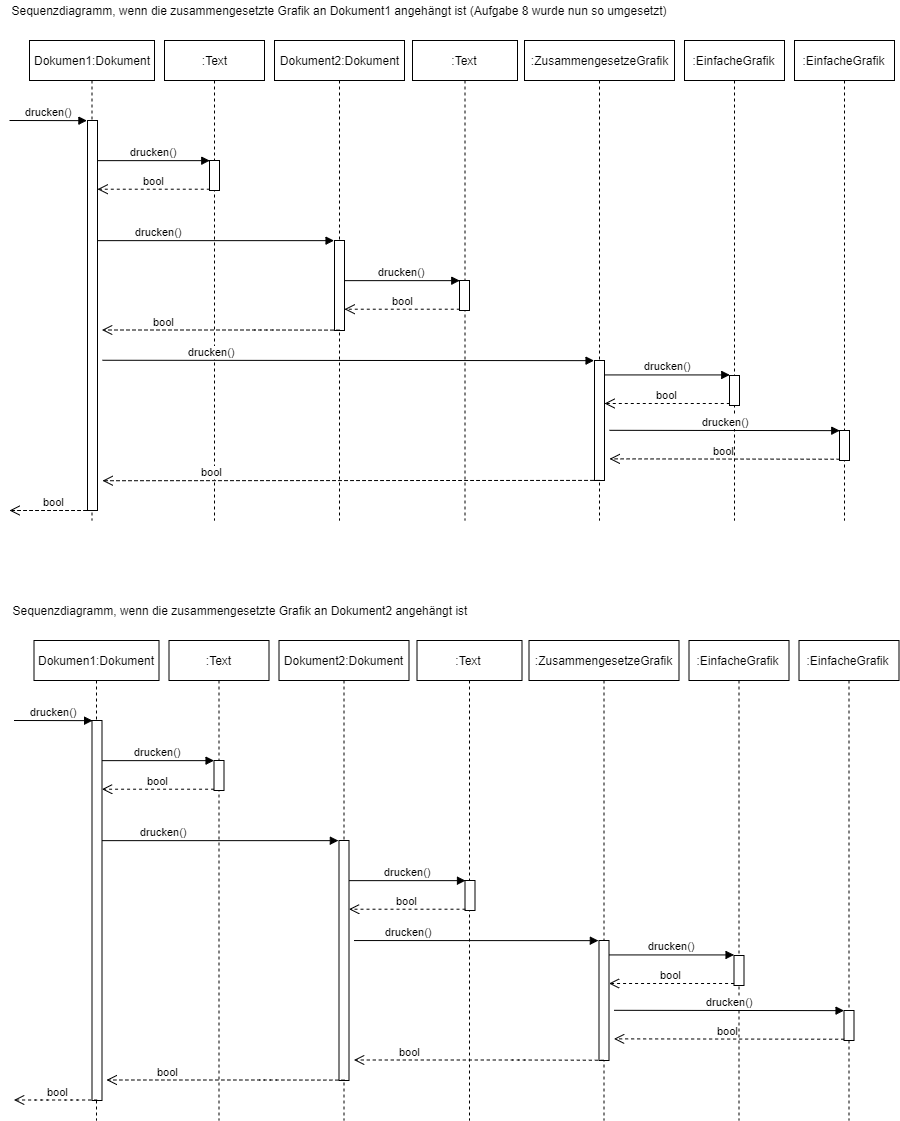 Sequenzdiagramm, wenn die zusammengesetzte Grafik an Dokument1 angehängt ist (Aufgabe 8 wurde nun so umgesetzt)
Dokumen1:Dokument :Text Dokument2:Dokument :Text :ZusammengesetzeGrafik :EinfacheGrafik :EinfacheGrafik
drucken()
drucken()
bool
drucken()
drucken()
bool
bool
drucken()
drucken()
bool
drucken()
bool
bool
bool
Sequenzdiagramm, wenn die zusammengesetzte Grafik an Dokument2 angehängt ist
Dokumen1:Dokument :Text Dokument2:Dokument :Text :ZusammengesetzeGrafik :EinfacheGrafik :EinfacheGrafik
drucken()
drucken()
bool
drucken()
drucken()
bool
drucken()
drucken()
bool
drucken()
bool
bool
bool
bool